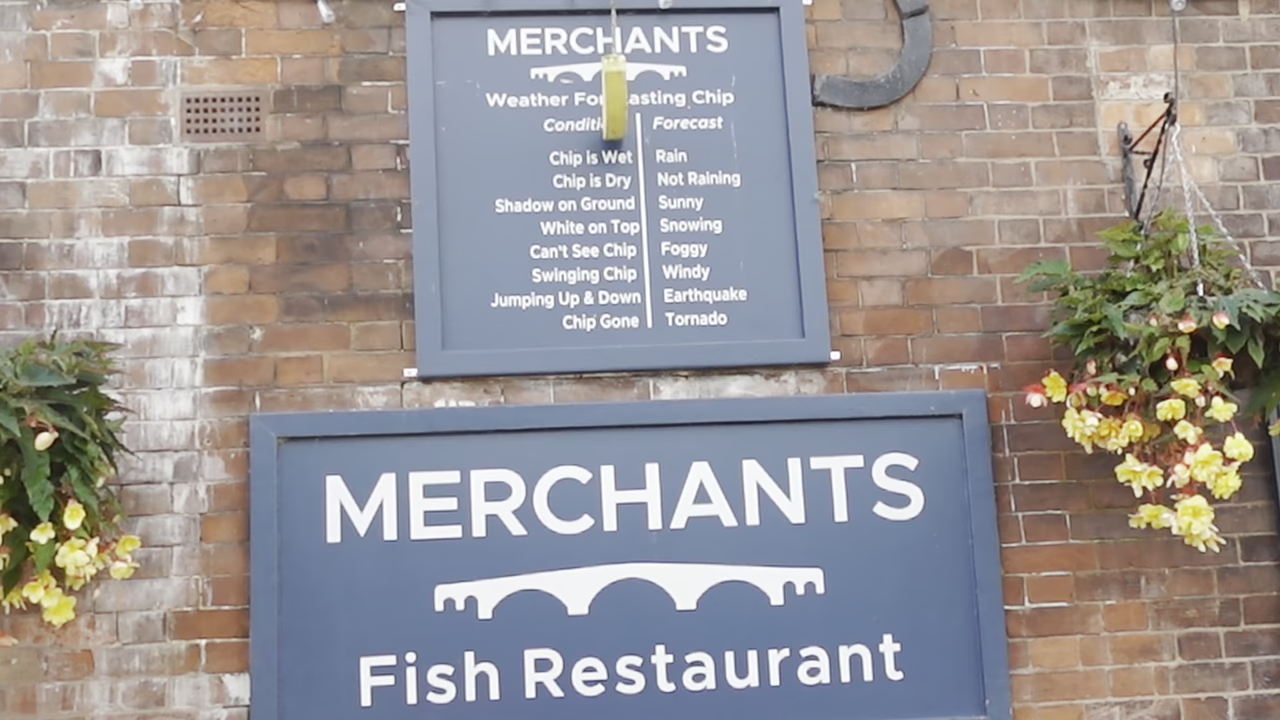 MERCHANTS
Weather Forecasting Chip
Condition Forecast
Chip is Wet Rain
Chip is Dry Not Raining
Shadow on Ground Sunny
White on Top Snowing
Can't See Chip Foggy
Swinging Chip Windy
Jumping Up & Down Earthquake
Chip Gone Tornado
MERCHANTS
Fish Restaurant